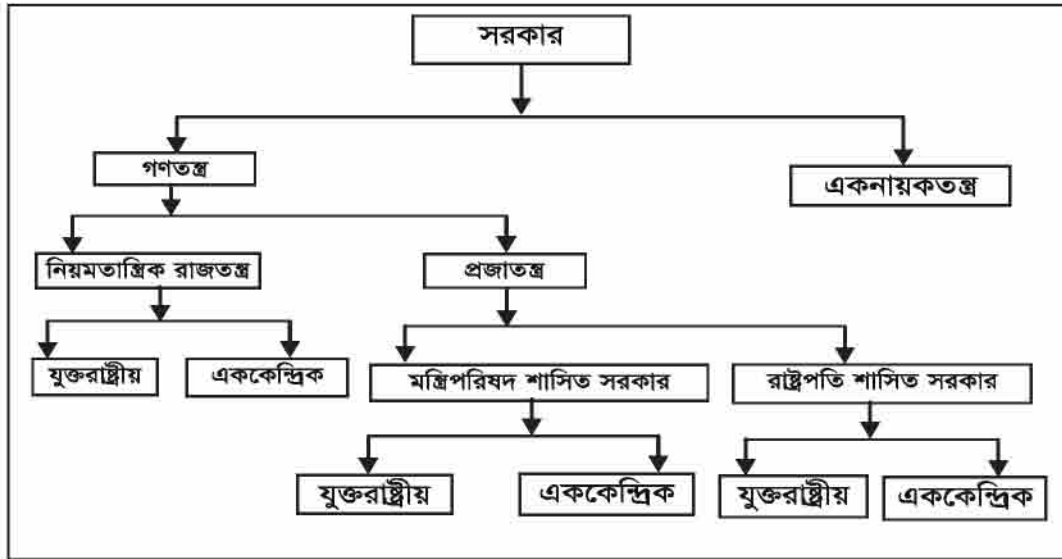 সরকার
গণতন্ত্র
একনায়কতন্ত্র
নিয়মতান্ত্রিক রাজতন্ত্র
প্রজাতন্ত্র
যুক্তরাষ্ট্রীয়
এককেন্দ্রিক
মন্ত্রিপরিষদ শাসিত সরকার
রাষ্ট্রপতি শাসিত সরকার
যুক্তরাষ্ট্রীয়
এককেন্দ্রিক
যুক্তরাষ্ট্রীয়
এককেন্দ্রিক